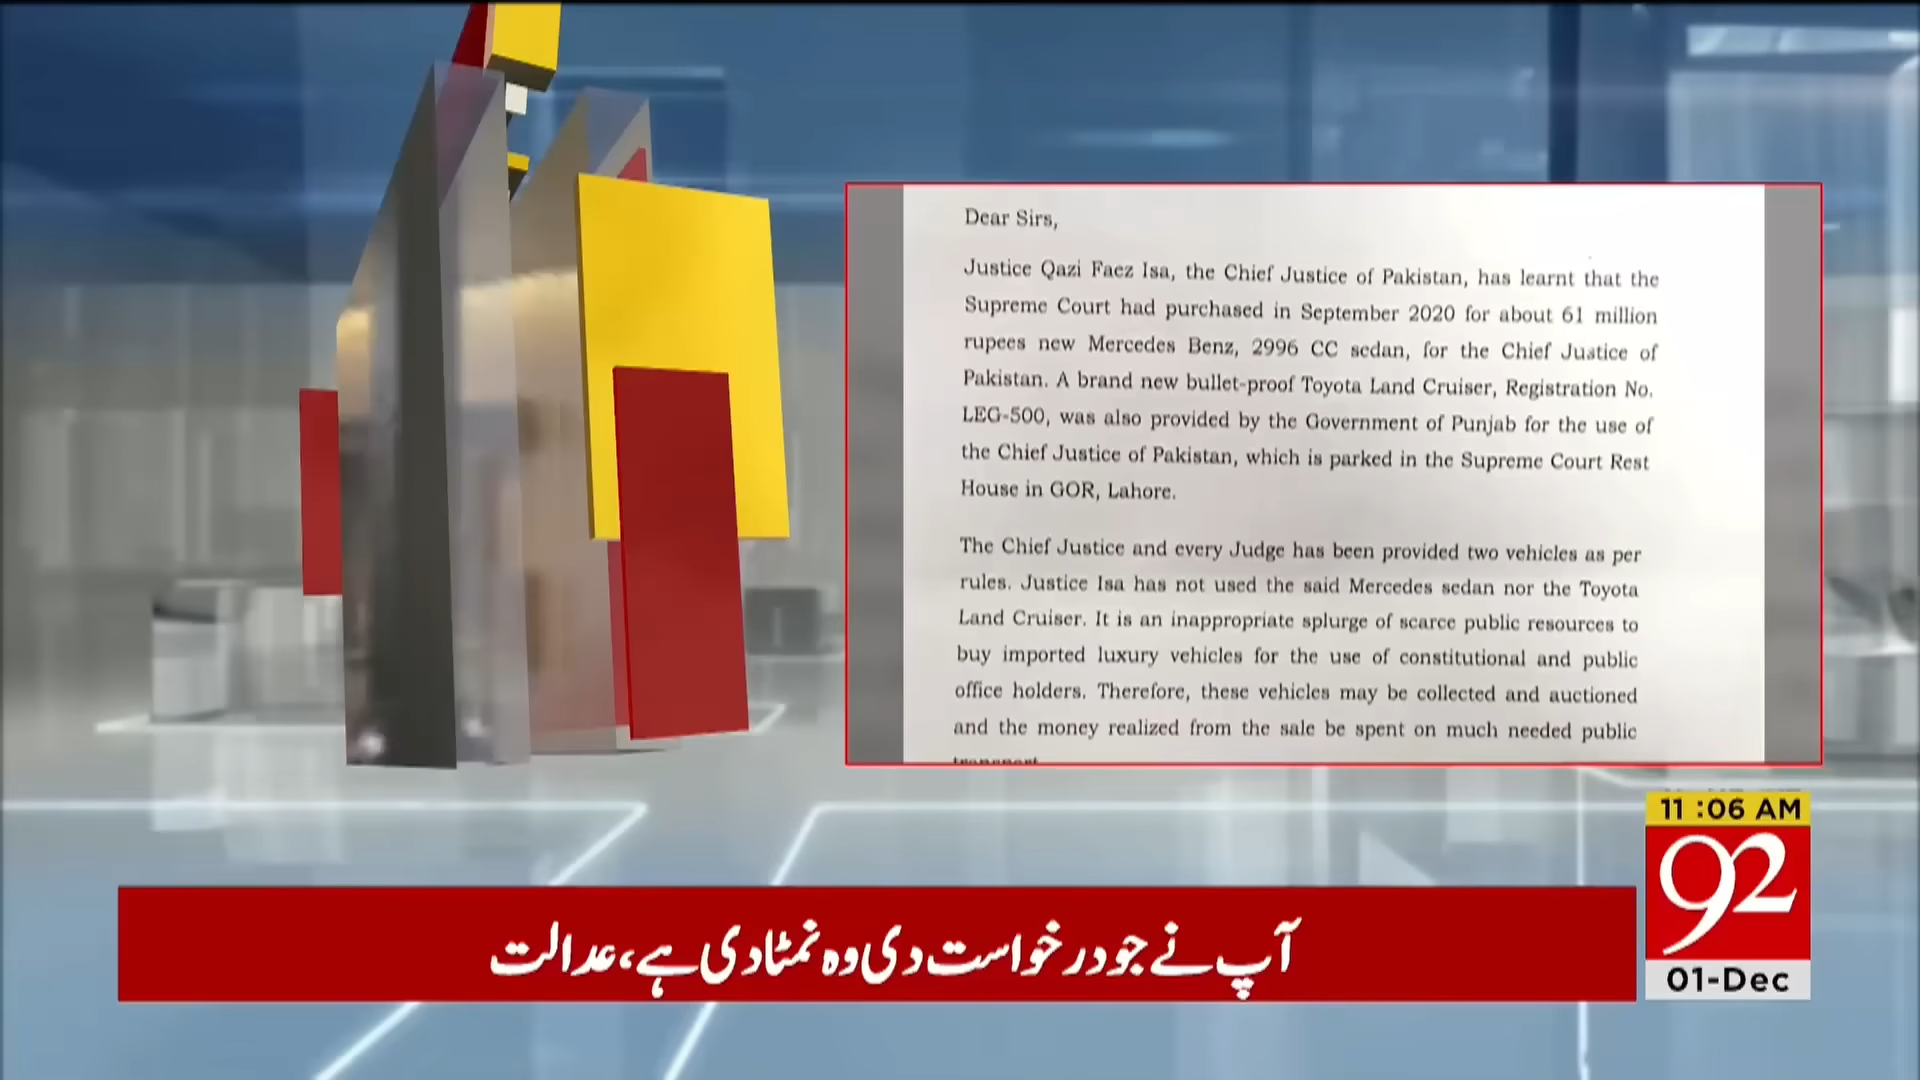 Dear Sirs,
Justice Qazi Faez Isa, the Chief Justice of Pakistan, has learnt that the
Supreme Court had purchased in September 2020 for about 61 million
rupees new Mercedes Benz, 2996 CC sedan, for the Chief Justice of
Pakistan. A brand new bullet-proof Toyota Land Cruiser, Registration No.
LEG-500, was also provided by the Government of Punjab for the use of
the Chief Justice of Pakistan, which is parked in the Supreme Court Rest
House in GOR, Lahore.
The Chief Justice and every Judge has been provided two vehicles as per
rules. Justice Isa has not used the said Mercedes sedan nor the Toyota
Land Cruiser. It is an inappropriate splurge of scarce public resources to
buy imported luxury vehicles for the use of constitutional and public
office holders. Therefore, these vehicles may be collected and auctioned
and the money realized from the sale be spent on much needed public
transport
11 :06 AM
92
01-Dec
آپ نے جو درخواست دی وہ نمٹا دی ہے، عدالت